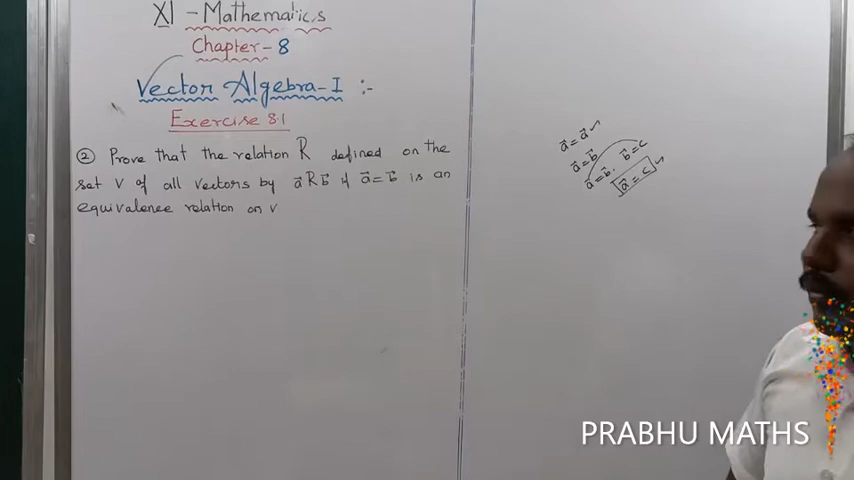 XI - Mathematics
Chapter - 8
Vector Algebra - I :-
Exercise 8.1
② Prove that the relation R defined on the
set V of all vectors by a⃗ R b⃗ if a⃗ = b⃗ is an
equivalence relation on V
a⃗ = a⃗ ✓
a⃗ = b⃗
a⃗ = b⃗, b⃗ = c
a⃗ = c
PRABHU MATHS